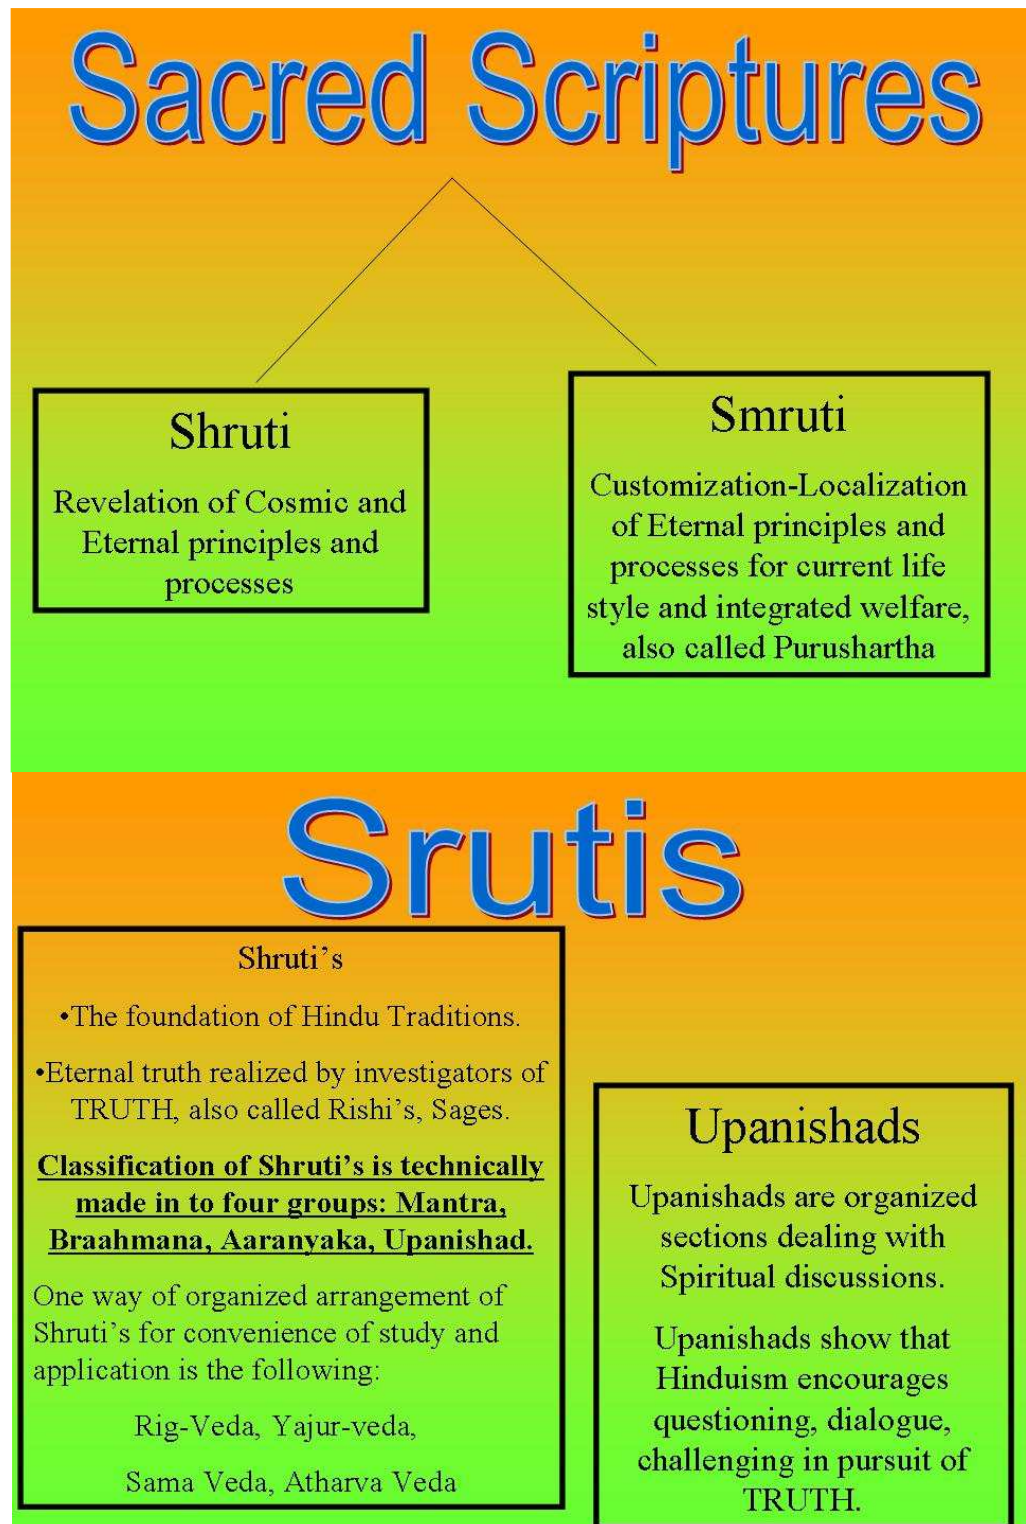 Sacred Scriptures
Shruti
Revelation of Cosmic and
Eternal principles and
processes
Smruti
Customization-Localization
of Eternal principles and
processes for current life
style and integrated welfare,
also called Purushartha
Srutis
Shruti’s
•The foundation of Hindu Traditions.
•Eternal truth realized by investigators of
TRUTH, also called Rishi’s, Sages.
Classification of Shruti’s is technically
made in to four groups: Mantra,
Braahmana, Aaranyaka, Upanishad.
One way of organized arrangement of
Shruti’s for convenience of study and
application is the following:
Rig-Veda, Yajur-veda,
Sama Veda, Atharva Veda
Upanishads
Upanishads are organized
sections dealing with
Spiritual discussions.
Upanishads show that
Hinduism encourages
questioning, dialogue,
challenging in pursuit of
TRUTH.